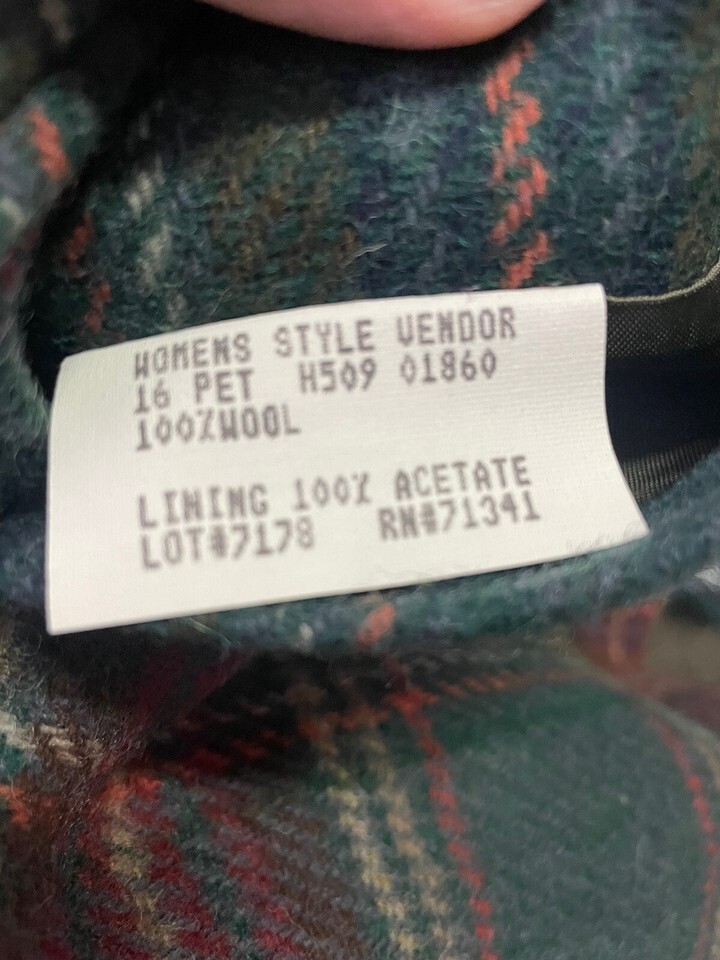 WOMENS STYLE VENDOR
16 PET H509 01860
100%WOOL
LINING 100% ACETATE
LOT#7178 RN#71341